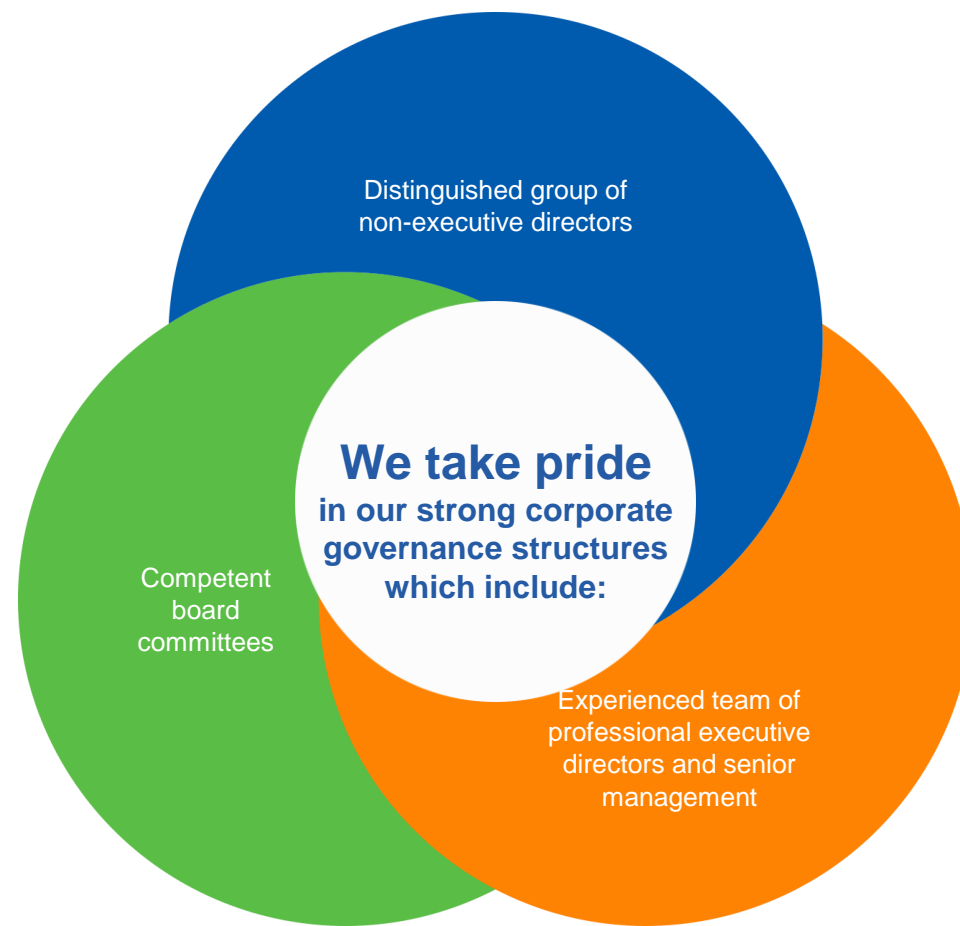 Distinguished group of
non-executive directors
We take pride
in our strong corporate
governance structures
which include:
Competent
board
committees
Experienced team of
professional executive
directors and senior
management